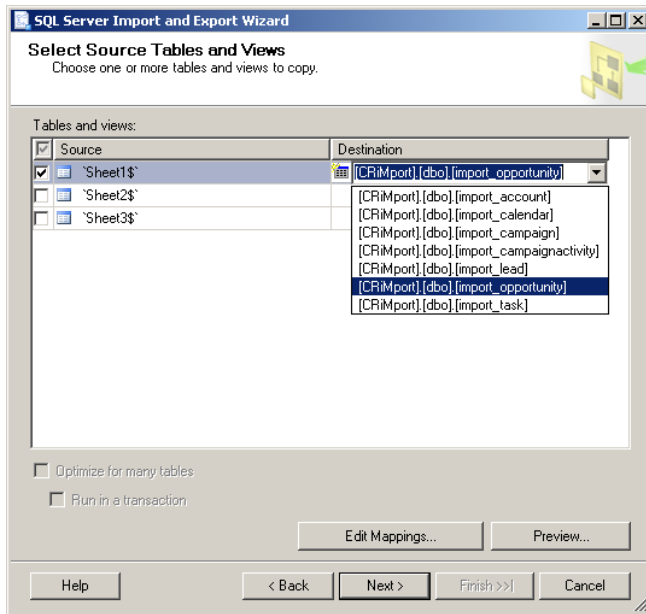 SQL Server Import and Export Wizard
Select Source Tables and Views
Choose one or more tables and views to copy.
Tables and views:
Source Destination
`Sheet1$` [CRiMport].[dbo].[import_opportunity]
`Sheet2$` [CRiMport].[dbo].[import_account]
[CRiMport].[dbo].[import_calendar]
`Sheet3$` [CRiMport].[dbo].[import_campaign]
[CRiMport].[dbo].[import_campaignactivity]
[CRiMport].[dbo].[import_lead]
[CRiMport].[dbo].[import_opportunity]
[CRiMport].[dbo].[import_task]
Optimize for many tables
Run in a transaction
Edit Mappings... Preview...
Help < Back Next > Finish >>| Cancel